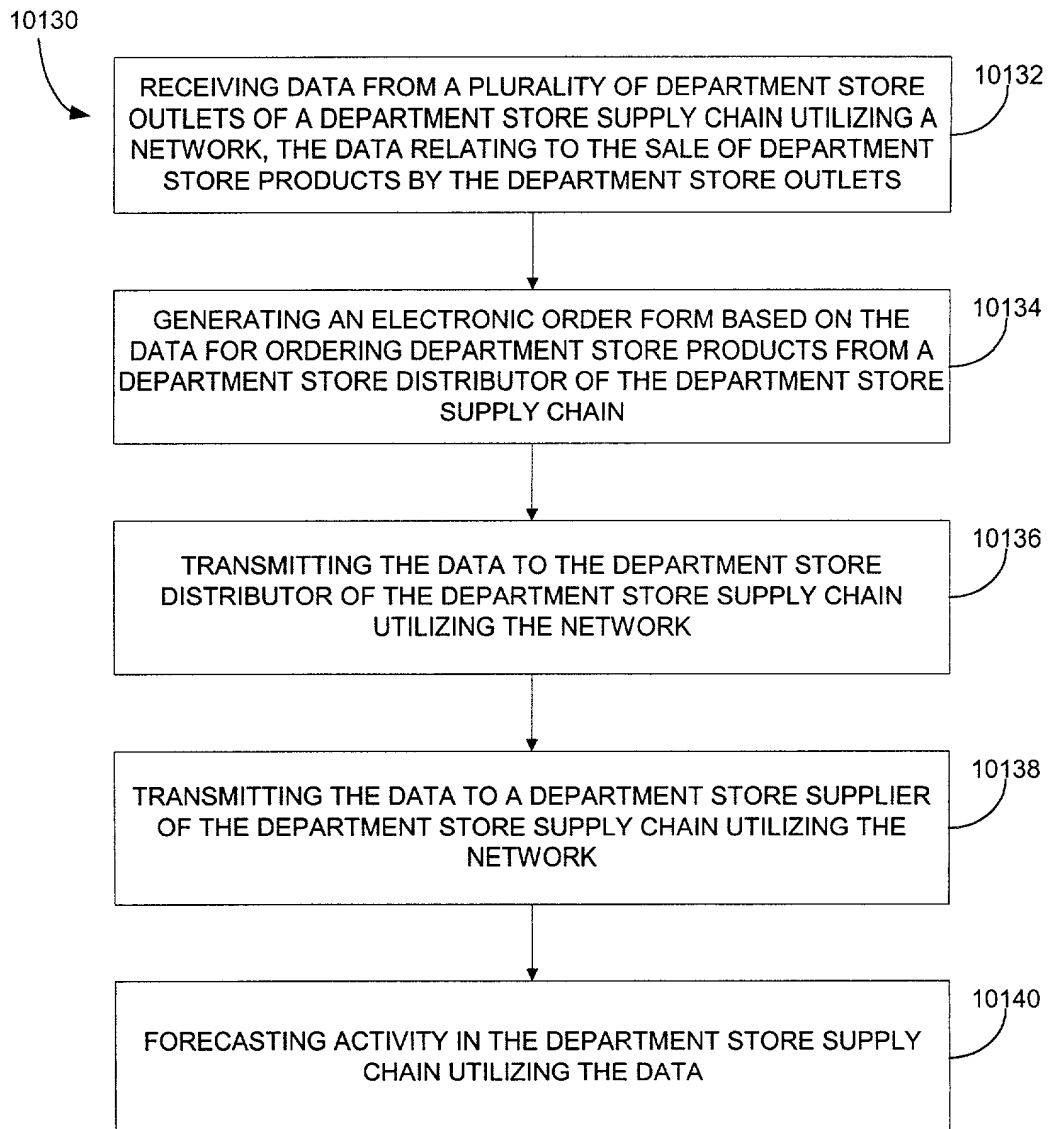 10130
10132
RECEIVING DATA FROM A PLURALITY OF DEPARTMENT STORE
OUTLETS OF A DEPARTMENT STORE SUPPLY CHAIN UTILIZING A
NETWORK, THE DATA RELATING TO THE SALE OF DEPARTMENT
STORE PRODUCTS BY THE DEPARTMENT STORE OUTLETS
10134
GENERATING AN ELECTRONIC ORDER FORM BASED ON THE
DATA FOR ORDERING DEPARTMENT STORE PRODUCTS FROM A
DEPARTMENT STORE DISTRIBUTOR OF THE DEPARTMENT STORE
SUPPLY CHAIN
10136
TRANSMITTING THE DATA TO THE DEPARTMENT STORE
DISTRIBUTOR OF THE DEPARTMENT STORE SUPPLY CHAIN
UTILIZING THE NETWORK
10138
TRANSMITTING THE DATA TO A DEPARTMENT STORE SUPPLIER
OF THE DEPARTMENT STORE SUPPLY CHAIN UTILIZING THE
NETWORK
10140
FORECASTING ACTIVITY IN THE DEPARTMENT STORE SUPPLY
CHAIN UTILIZING THE DATA